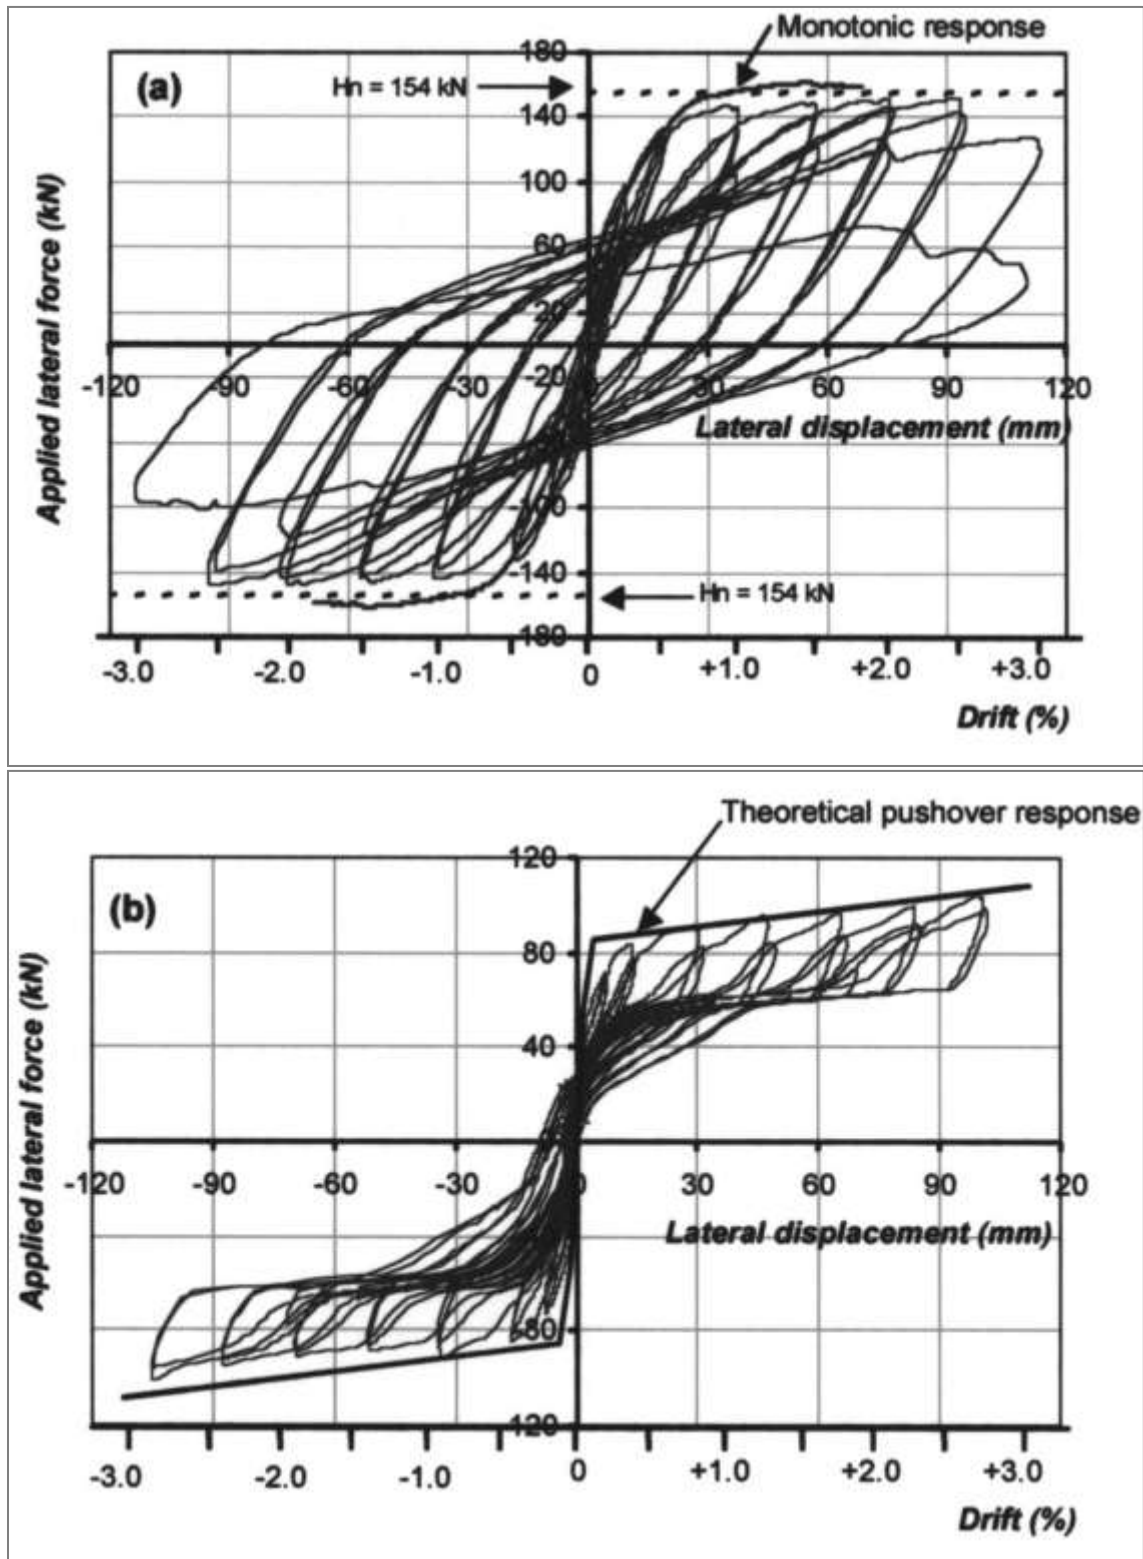 Monotonic response
180
(a)
Hn = 154 kN
140
100
60
20
-120 -90 -60 -30 -20 30 60 90 120
Lateral displacement (mm)
-100
-140
Hn = 154 kN
180
-3.0 -2.0 -1.0 0 +1.0 +2.0 +3.0
Drift (%)
Applied lateral force (kN)
Theoretical pushover response
120
(b)
80
40
-120 -90 -60 -30 0 30 60 90 120
Lateral displacement (mm)
-80
120
-3.0 -2.0 -1.0 0 +1.0 +2.0 +3.0
Drift (%)
Applied lateral force (kN)